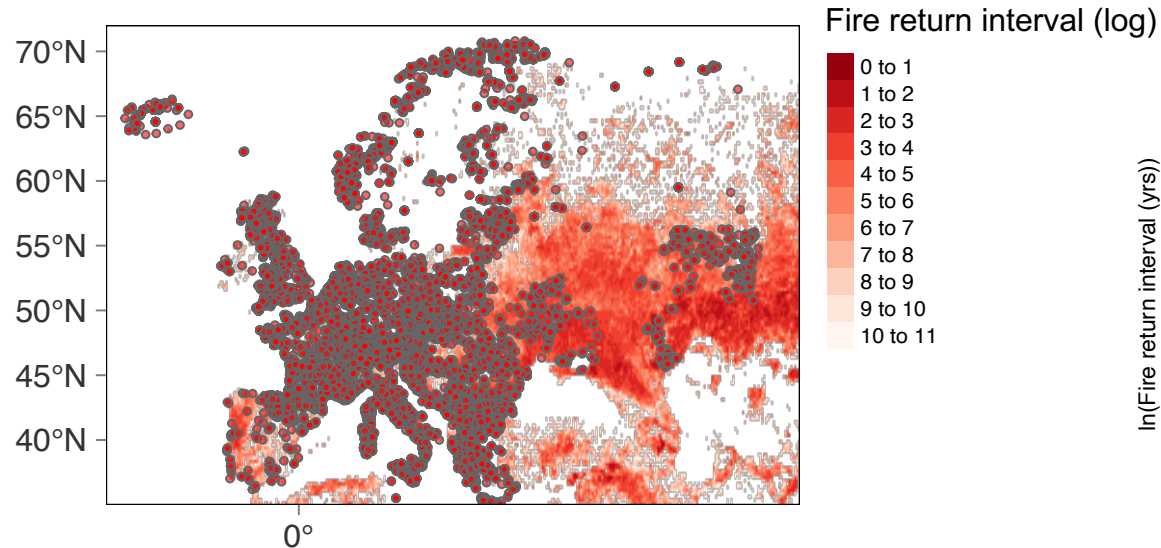 Fire return interval (log)
70°N
65°N
60°N
55°N
50°N
45°N
40°N
0°
0 to 1
1 to 2
2 to 3
3 to 4
4 to 5
5 to 6
6 to 7
7 to 8
8 to 9
9 to 10
10 to 11
ln(Fire return interval (yrs))